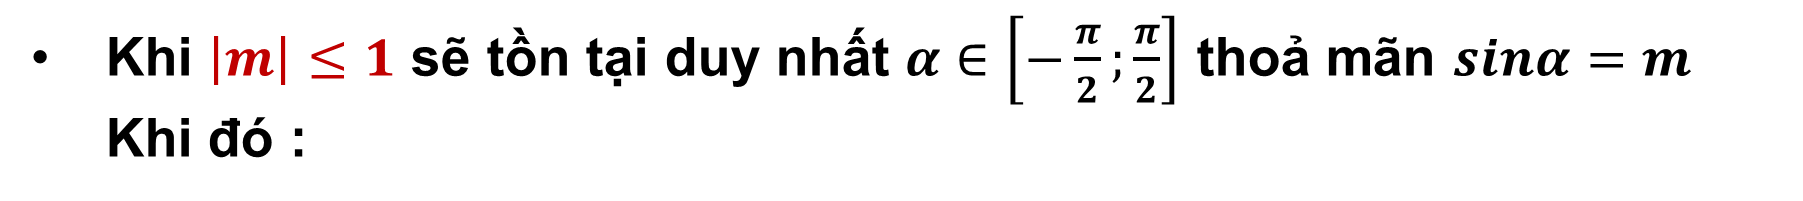 • Khi |m| ≤ 1 sẽ tồn tại duy nhất α ∈ [−π/2; π/2] thoả mãn sinα = m
Khi đó :